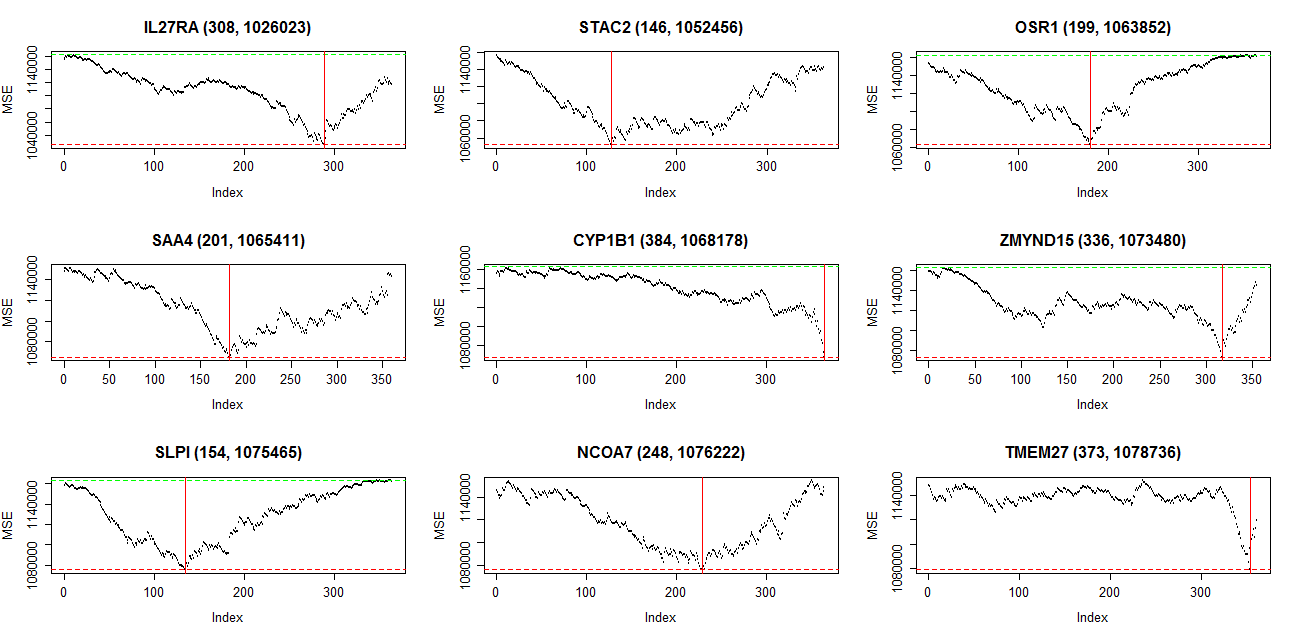 IL27RA (308, 1026023)
MSE
1040000 1140000
0 100 200 300
Index
STAC2 (146, 1052456)
MSE
1060000 1140000
0 100 200 300
Index
OSR1 (199, 1063852)
MSE
1060000 1140000
0 100 200 300
Index
SAA4 (201, 1065411)
MSE
1080000 1140000
0 50 100 150 200 250 300 350
Index
CYP1B1 (384, 1068178)
MSE
1080000 1160000
0 100 200 300
Index
ZMYND15 (336, 1073480)
MSE
1080000 1140000
0 50 100 150 200 250 300 350
Index
SLPI (154, 1075465)
MSE
1080000 1140000
0 100 200 300
Index
NCOA7 (248, 1076222)
MSE
1080000 1140000
0 100 200 300
Index
TMEM27 (373, 1078736)
MSE
1080000 1140000
0 100 200 300
Index